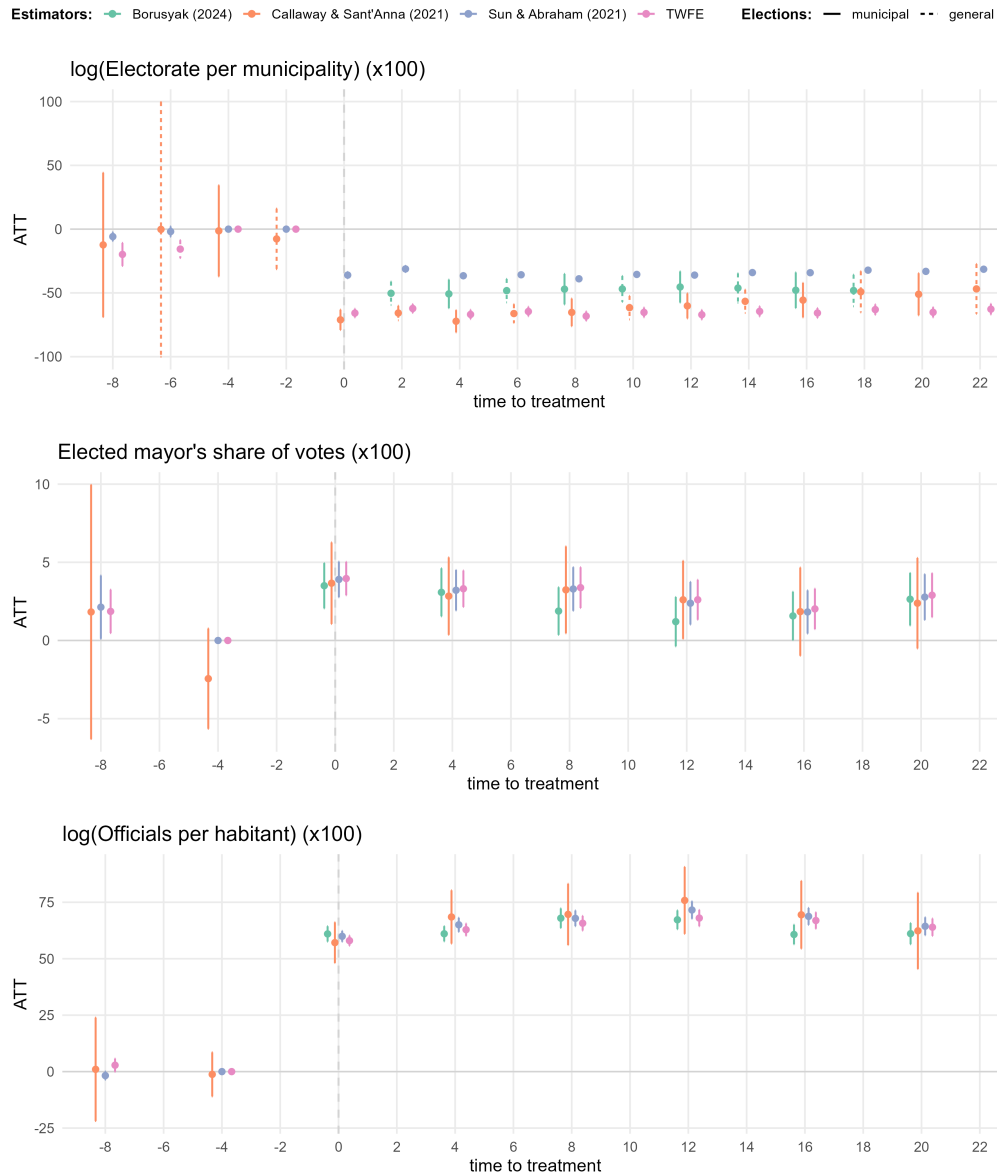 Estimators: Borusyak (2024) Callaway & Sant'Anna (2021) Sun & Abraham (2021) TWFE Elections: municipal general
log(Electorate per municipality) (x100)
100
50
0
-50
-100
ATT
-8 -6 -4 -2 0 2 4 6 8 10 12 14 16 18 20 22
time to treatment
Elected mayor's share of votes (x100)
10
5
0
-5
ATT
-8 -6 -4 -2 0 2 4 6 8 10 12 14 16 18 20 22
time to treatment
log(Officials per habitant) (x100)
75
50
25
0
-25
ATT
-8 -6 -4 -2 0 2 4 6 8 10 12 14 16 18 20 22
time to treatment